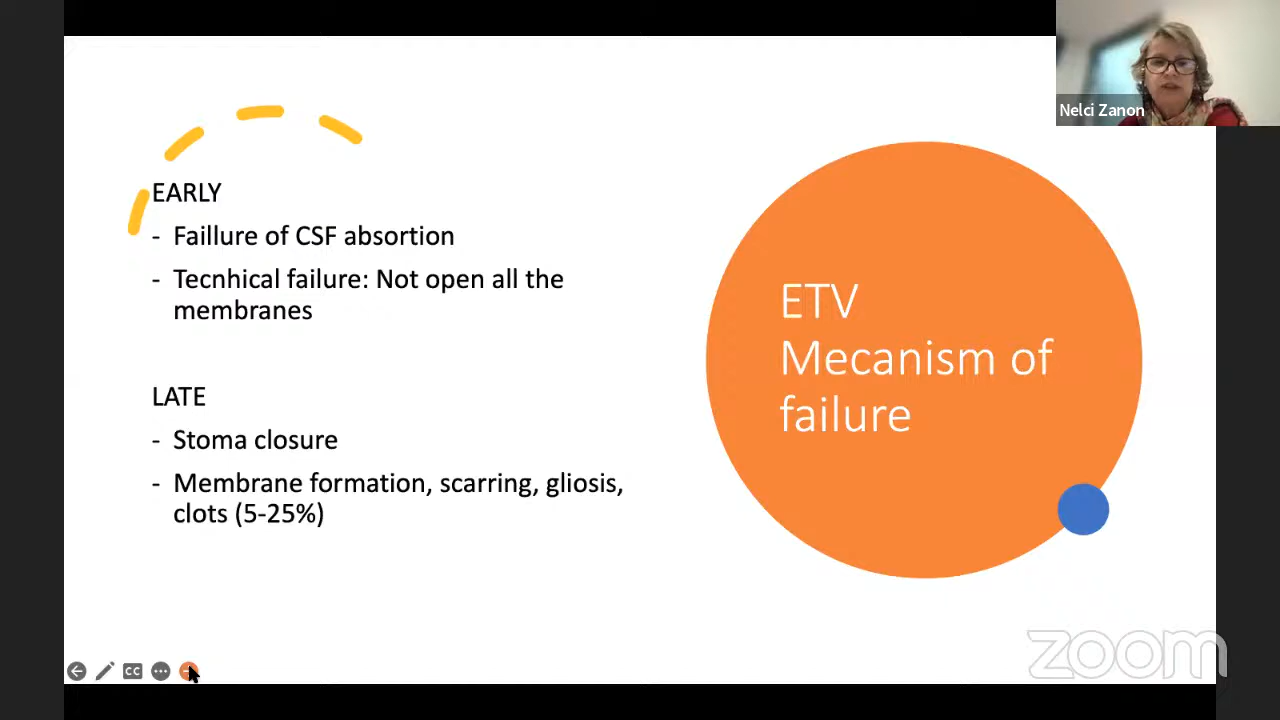 Nelci Zanon
EARLY
- Faillure of CSF absortion
- Tecnhical failure: Not open all the
membranes
LATE
- Stoma closure
- Membrane formation, scarring, gliosis,
clots (5-25%)
ETV
Mecanism of
failure
CC
zoom